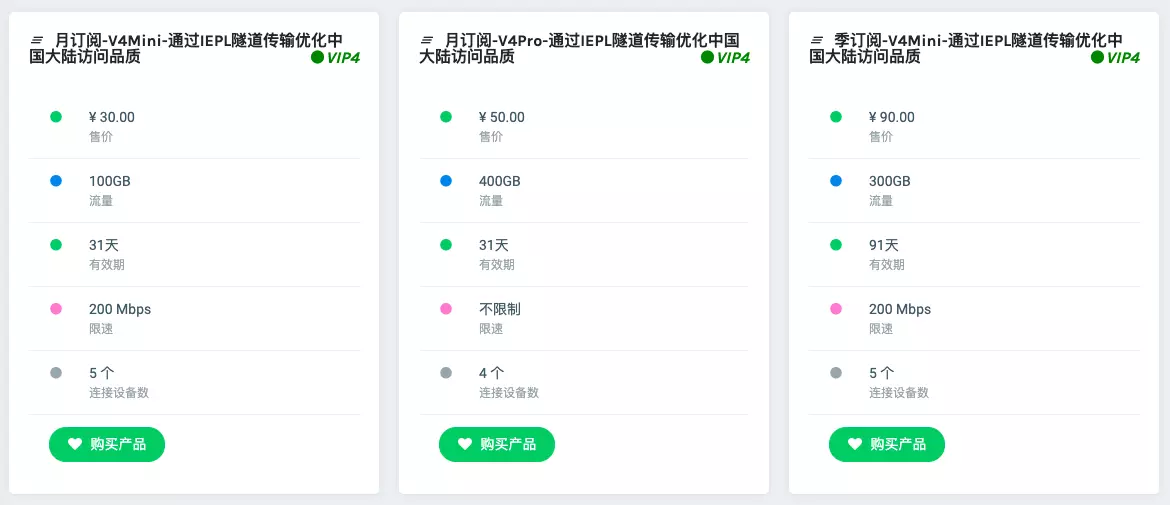 月订阅-V4Mini-通过IEPL隧道传输优化中
国大陆访问品质
VIP4
¥ 30.00
售价
100GB
流量
31天
有效期
200 Mbps
限速
5 个
连接设备数
购买产品
月订阅-V4Pro-通过IEPL隧道传输优化中国
大陆访问品质
VIP4
¥ 50.00
售价
400GB
流量
31天
有效期
不限制
限速
4 个
连接设备数
购买产品
季订阅-V4Mini-通过IEPL隧道传输优化中
国大陆访问品质
VIP4
¥ 90.00
售价
300GB
流量
91天
有效期
200 Mbps
限速
5 个
连接设备数
购买产品